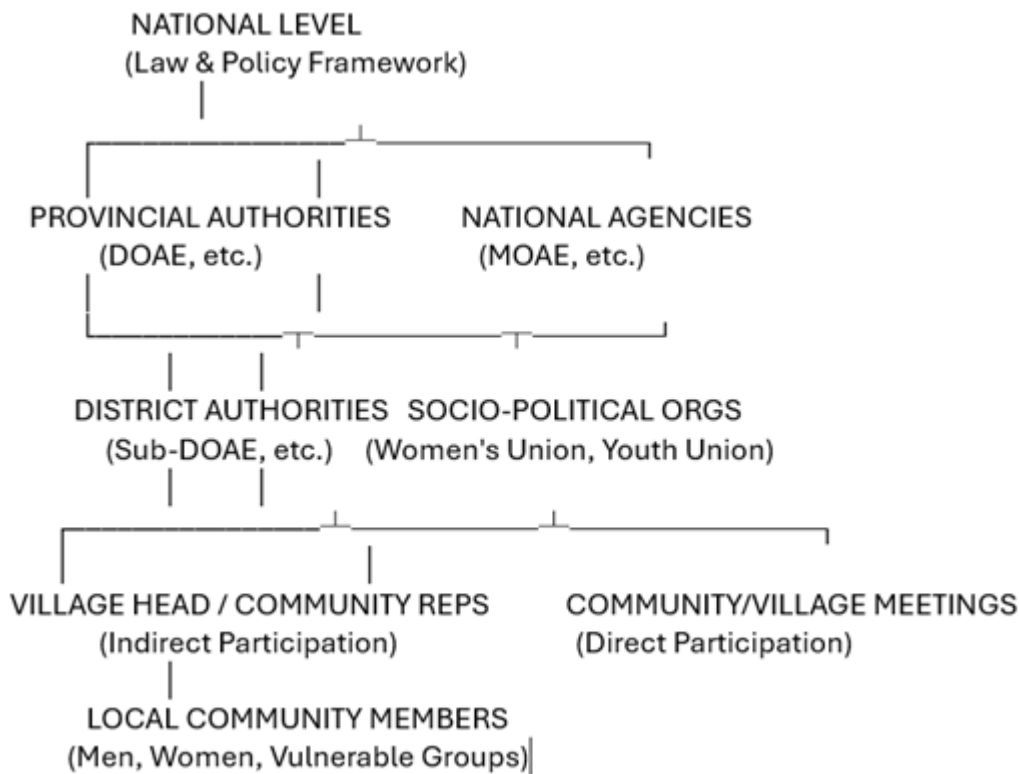 NATIONAL LEVEL
(Law & Policy Framework)
PROVINCIAL AUTHORITIES NATIONAL AGENCIES
(DOAE, etc.) (MOAE, etc.)
DISTRICT AUTHORITIES SOCIO-POLITICAL ORGS
(Sub-DOAE, etc.) (Women's Union, Youth Union)
VILLAGE HEAD / COMMUNITY REPS COMMUNITY/VILLAGE MEETINGS
(Indirect Participation) (Direct Participation)
LOCAL COMMUNITY MEMBERS
(Men, Women, Vulnerable Groups)